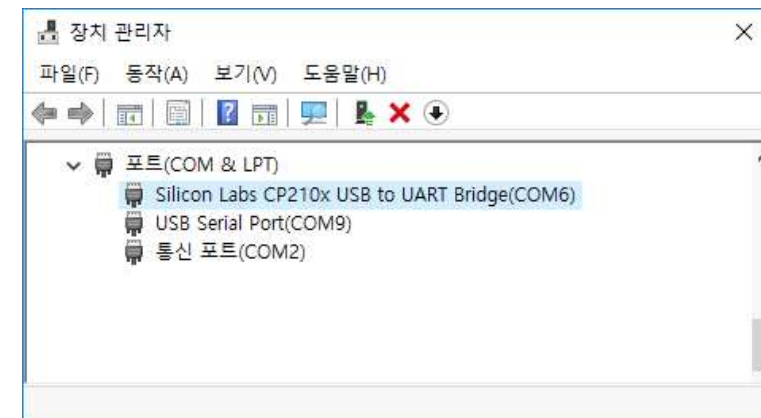 장치 관리자
파일(F) 동작(A) 보기(V) 도움말(H)
포트(COM & LPT)
Silicon Labs CP210x USB to UART Bridge(COM6)
USB Serial Port(COM9)
통신 포트(COM2)